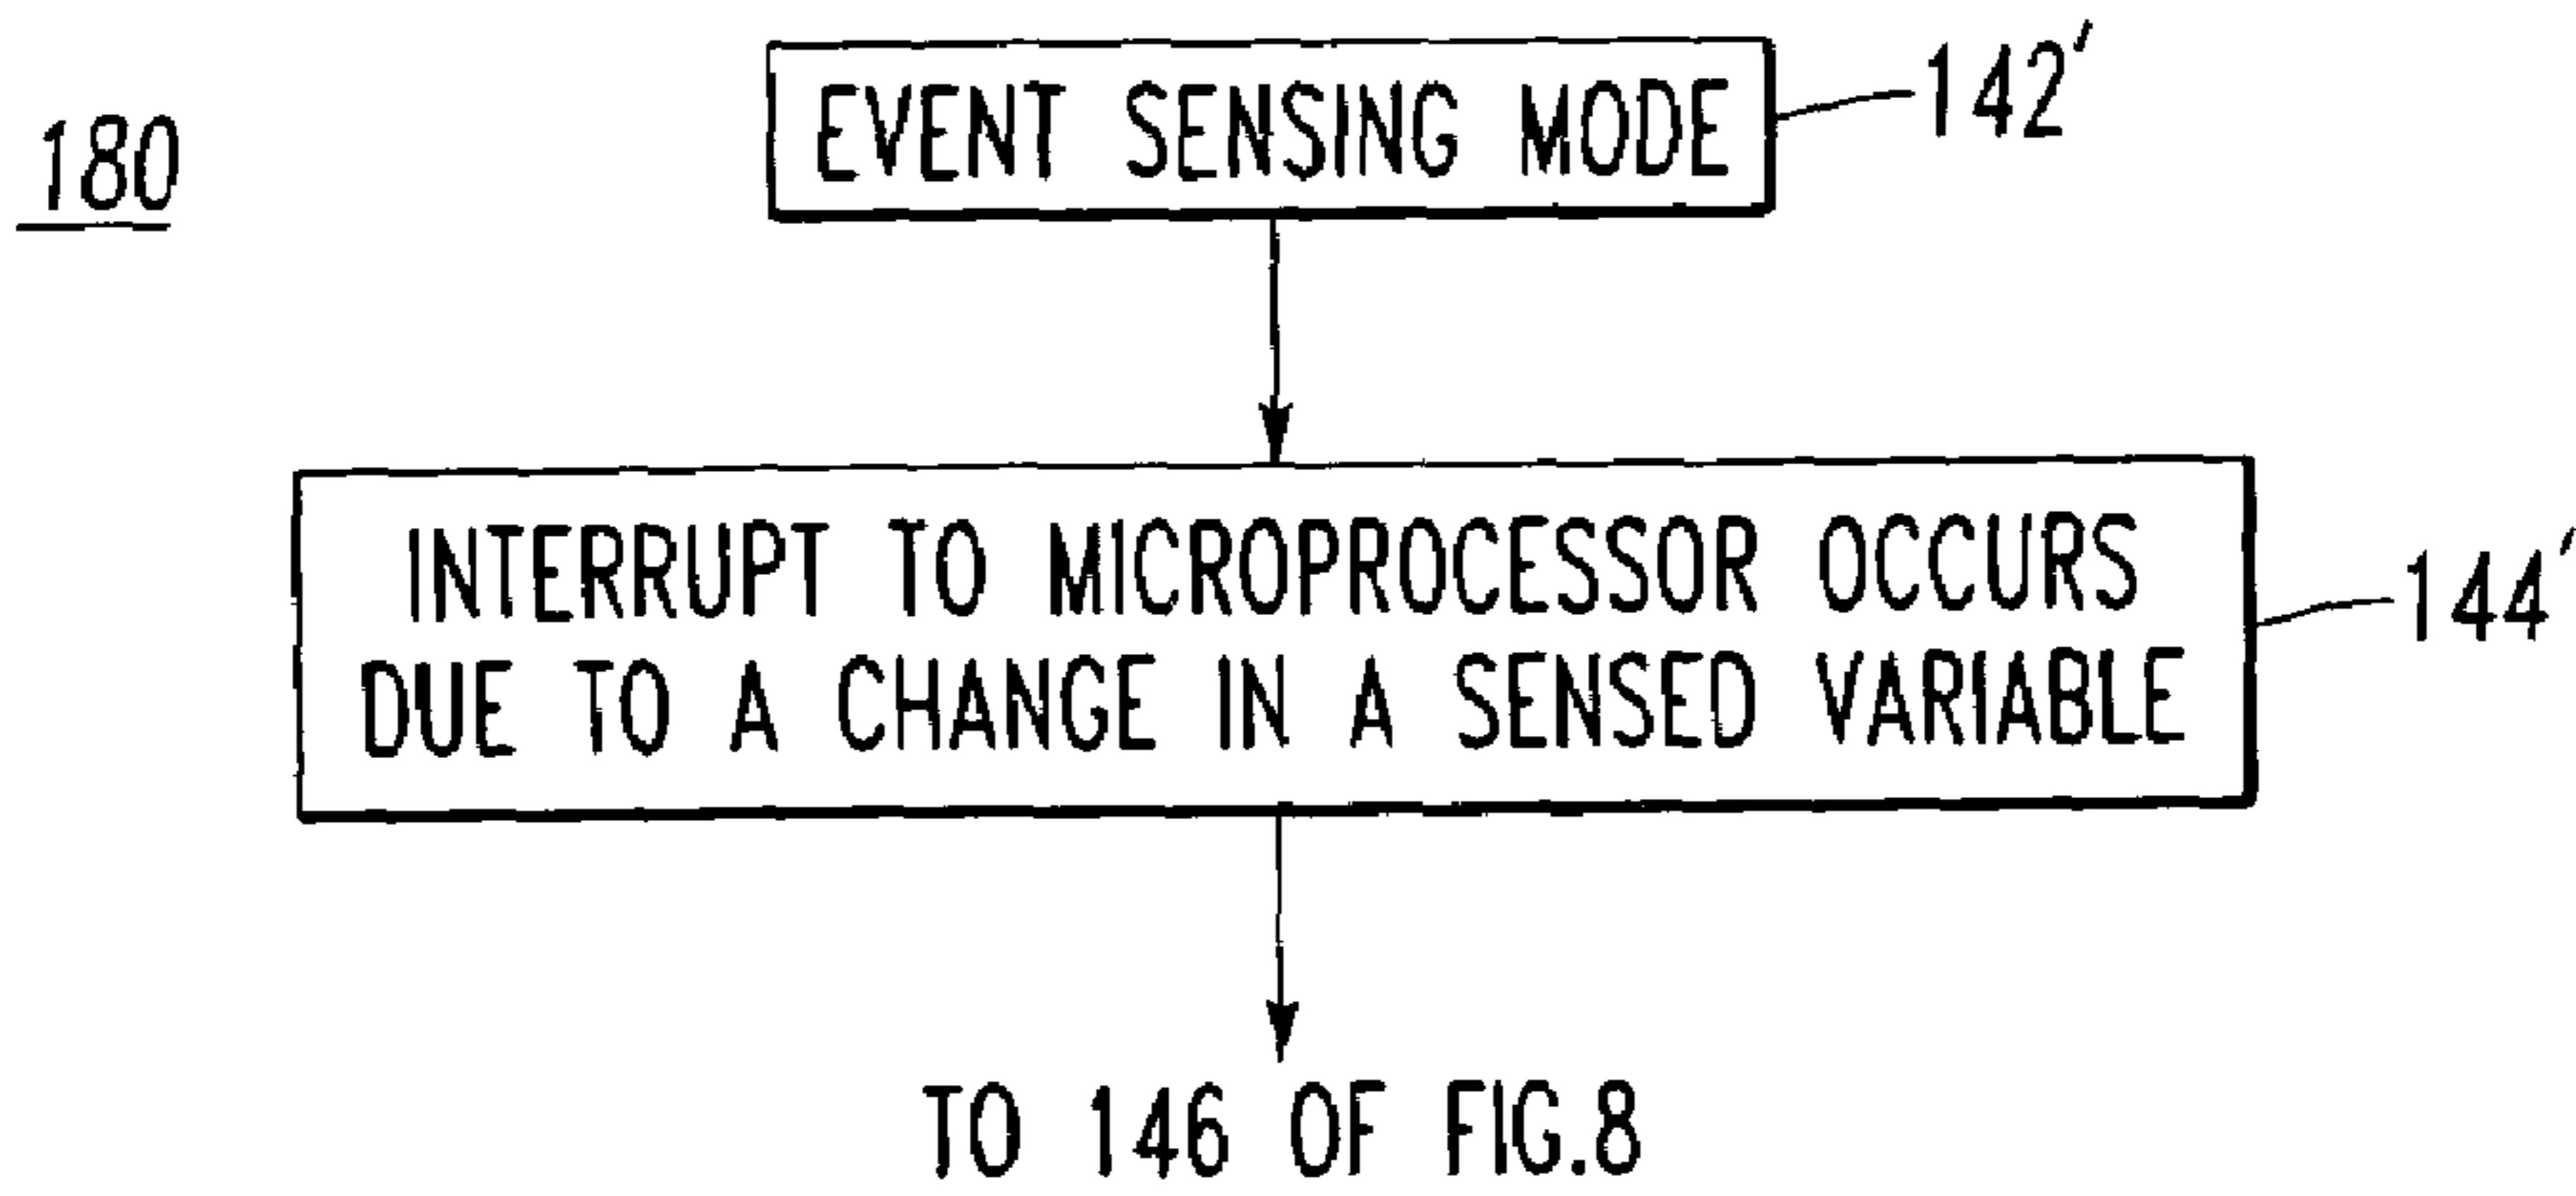 180
EVENT SENSING MODE
142'
INTERRUPT TO MICROPROCESSOR OCCURS
DUE TO A CHANGE IN A SENSED VARIABLE
144'
TO 146 OF FIG.8